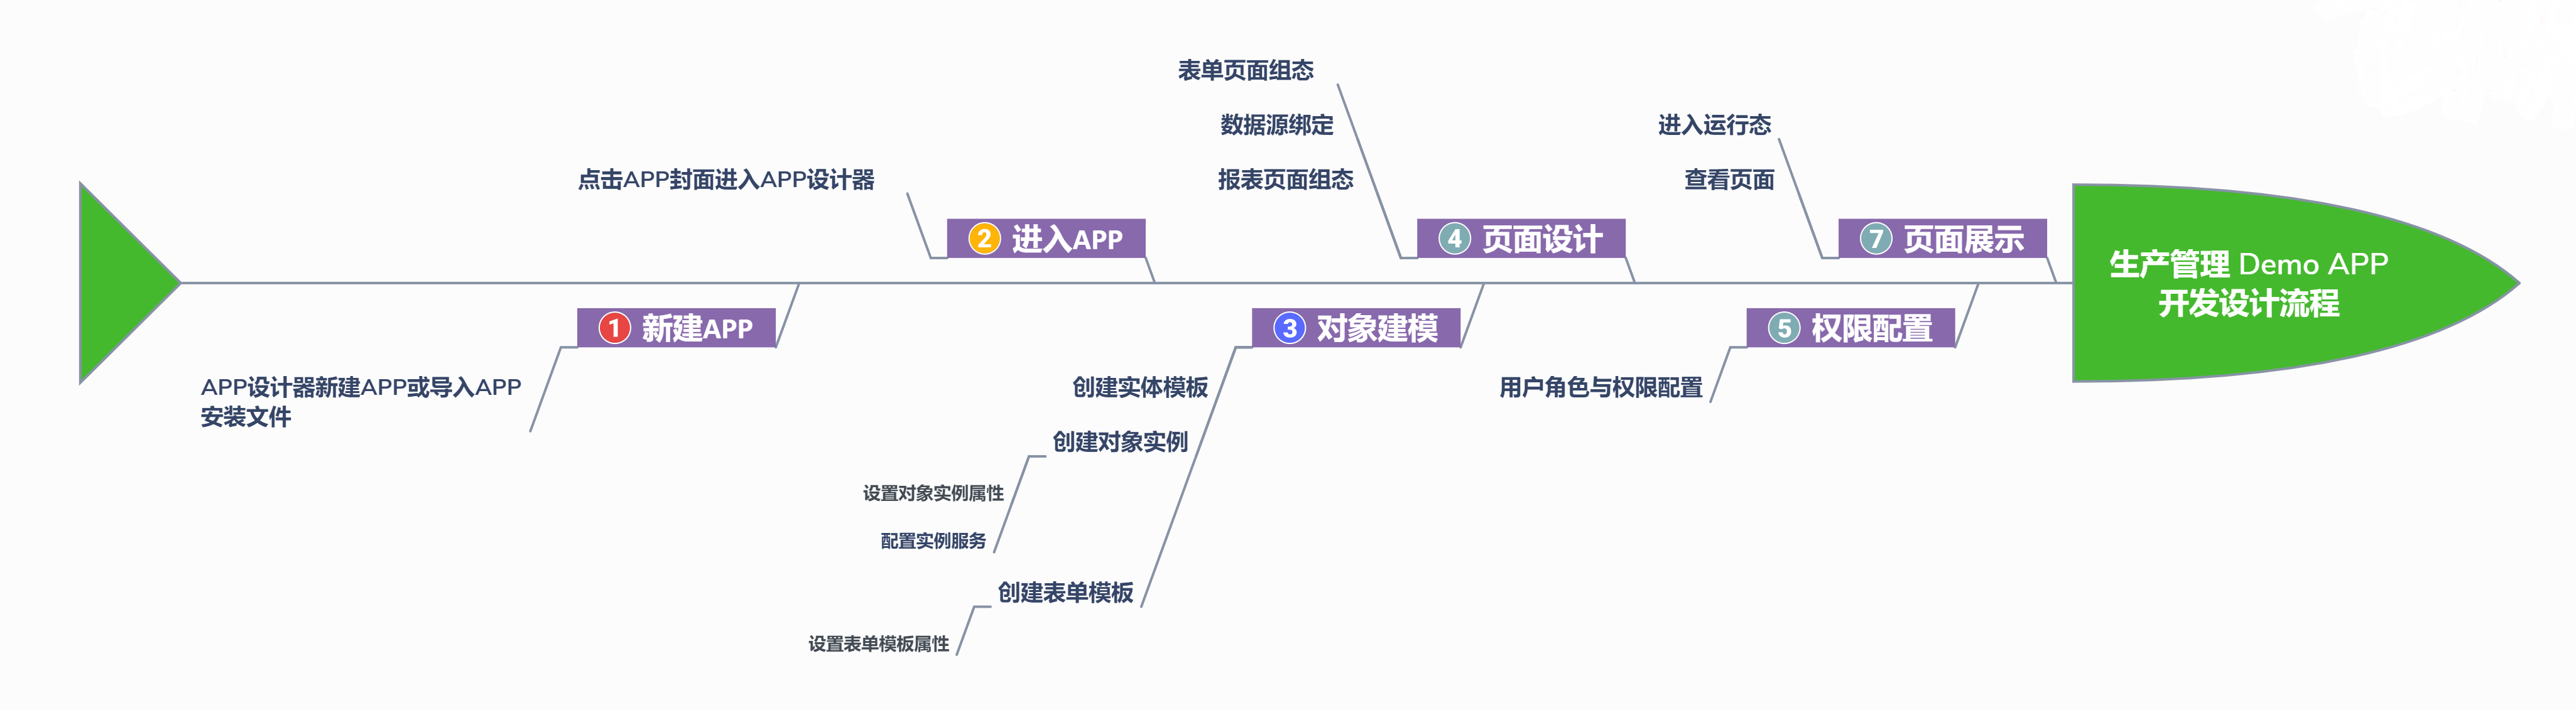 ① 新建APP
APP设计器新建APP或导入APP
安装文件
② 进入APP
点击APP封面进入APP设计器
③ 对象建模
创建实体模板
创建对象实例
设置对象实例属性
配置实例服务
创建表单模板
设置表单模板属性
④ 页面设计
表单页面组态
数据源绑定
报表页面组态
⑤ 权限配置
用户角色与权限配置
⑦ 页面展示
进入运行态
查看页面
生产管理 Demo APP
开发设计流程